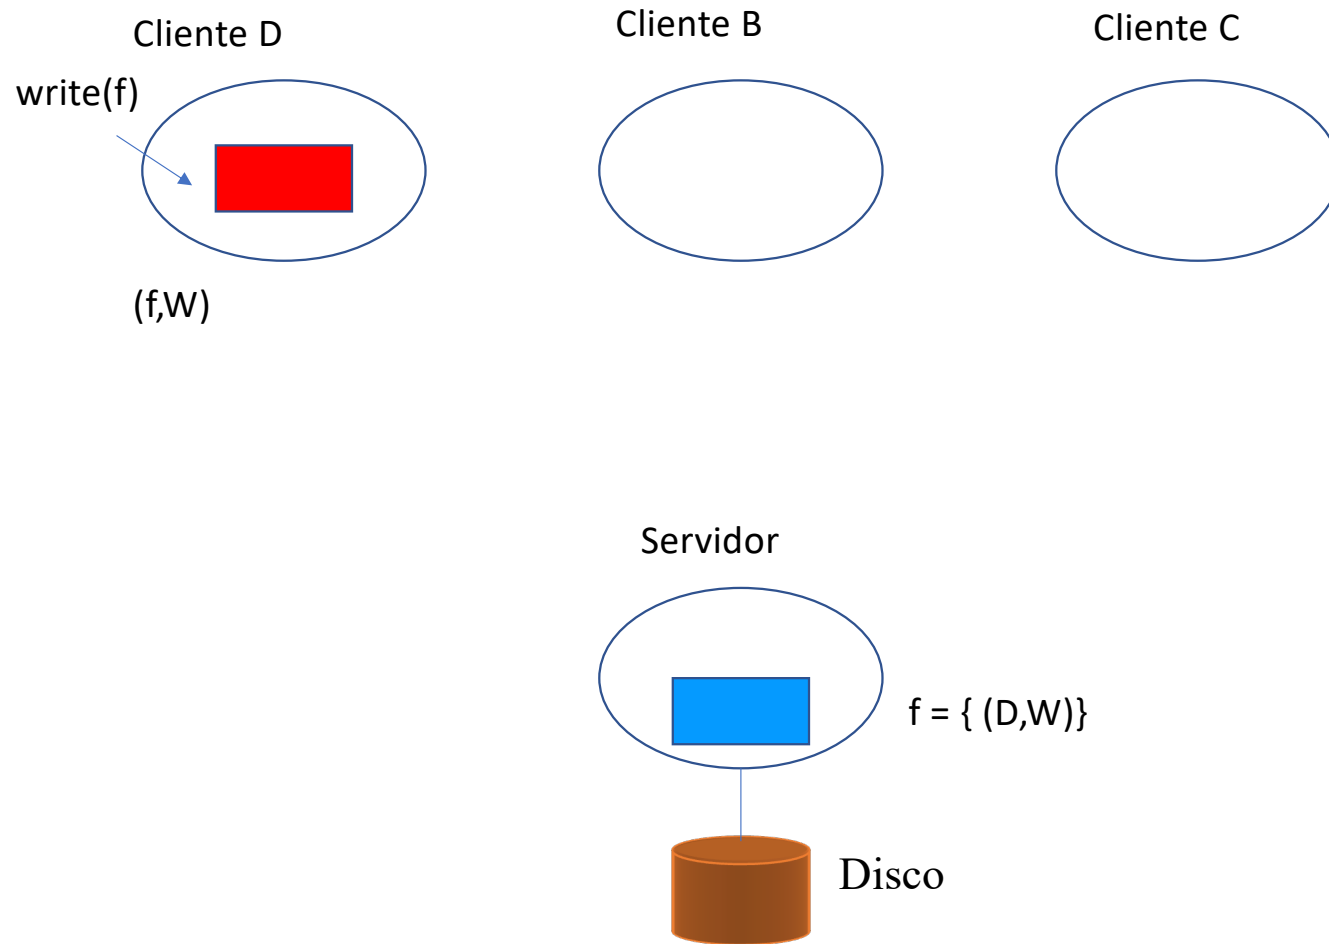 Cliente D
Cliente B
Cliente C
write(f)
(f,W)
Servidor
f = { (D,W)}
Disco